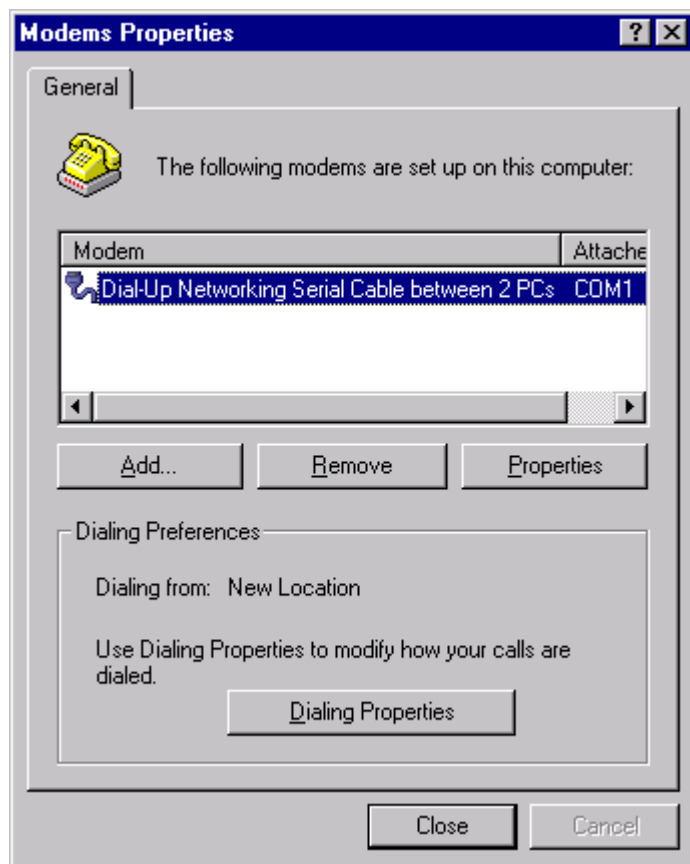 Modems Properties
General
The following modems are set up on this computer:
Modem Attache
Dial-Up Networking Serial Cable between 2 PCs COM1
Add... Remove Properties
Dialing Preferences
Dialing from: New Location
Use Dialing Properties to modify how your calls are
dialed.
Dialing Properties
Close Cancel